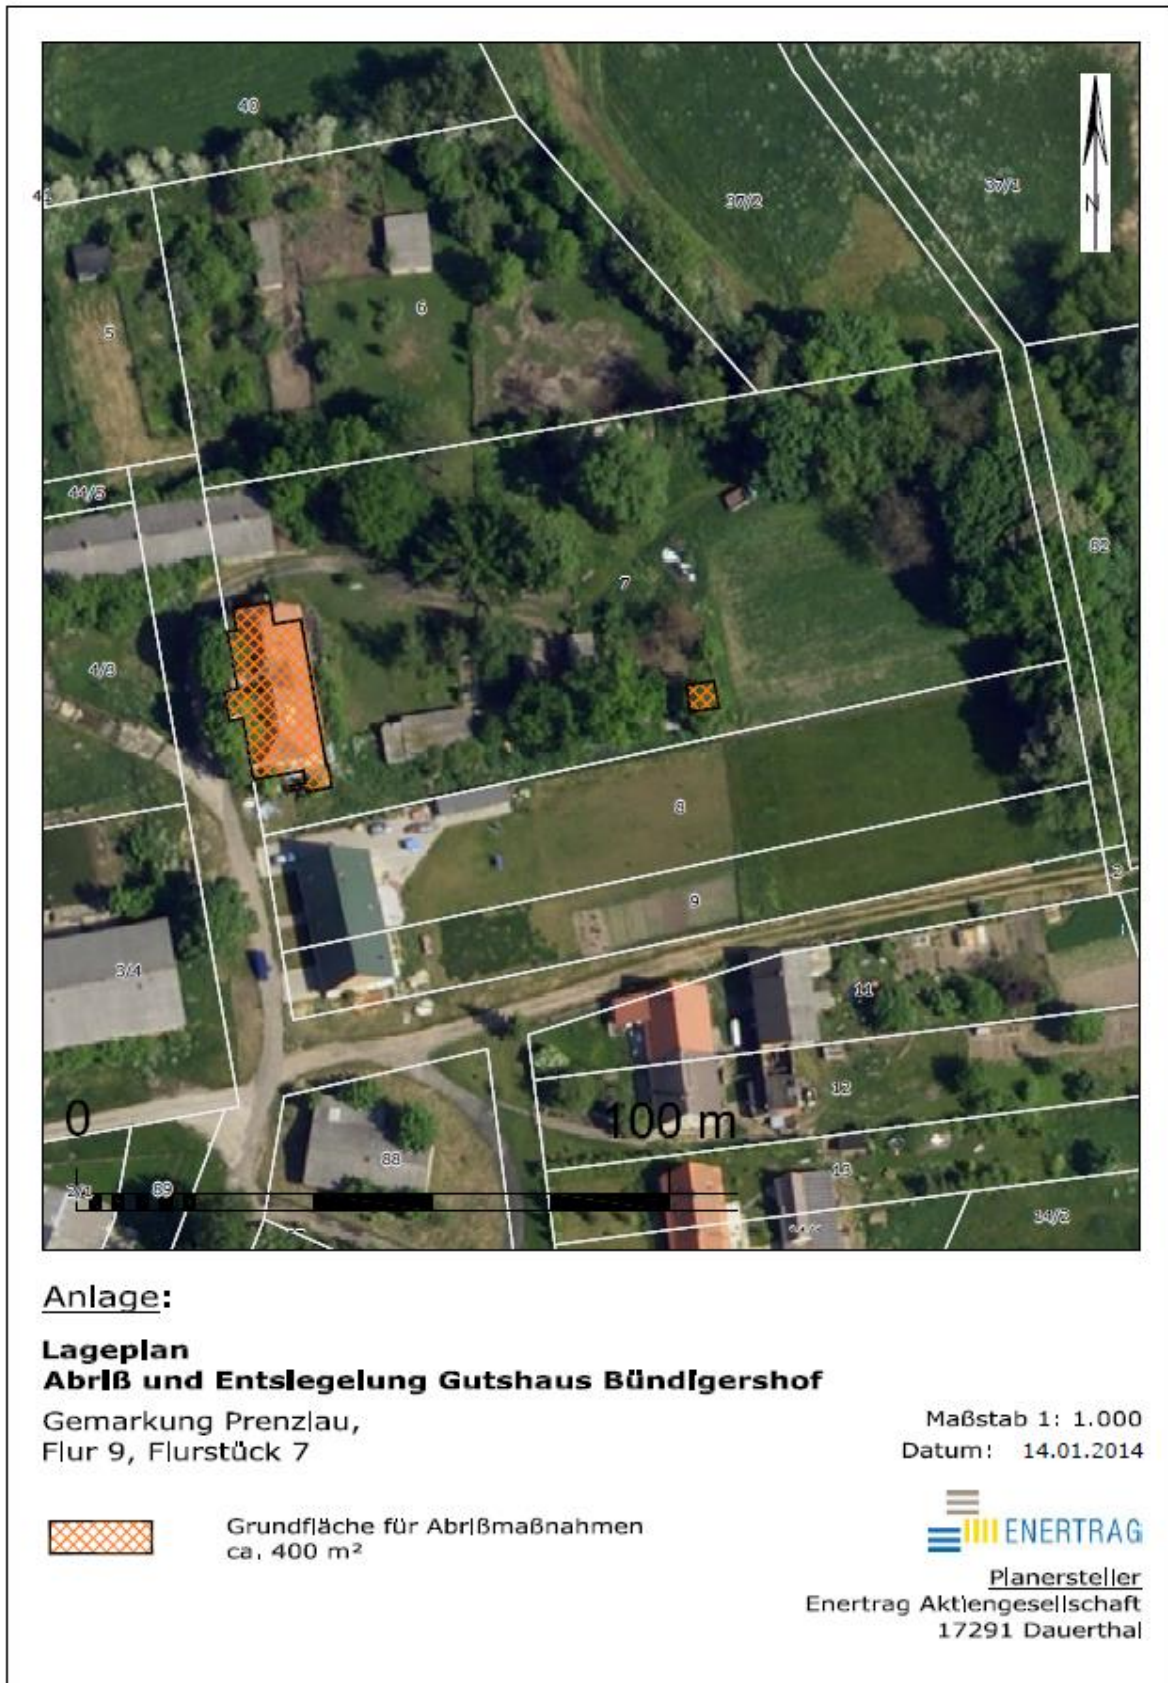 40
N
37/1
37/2
6
5
44/5
82
7
4/3
8
9
2
3/4
11
12
0
100 m
88
13
2/1
89
14/2
Anlage:
Lageplan
Abriß und Entsiegelung Gutshaus Bündigershof
Gemarkung Prenzlau,
Flur 9, Flurstück 7
Maßstab 1: 1.000
Datum: 14.01.2014
Grundfläche für Abrißmaßnahmen
ca. 400 m²
ENERTRAG
Planersteller
Enertrag Aktiengesellschaft
17291 Dauerthal